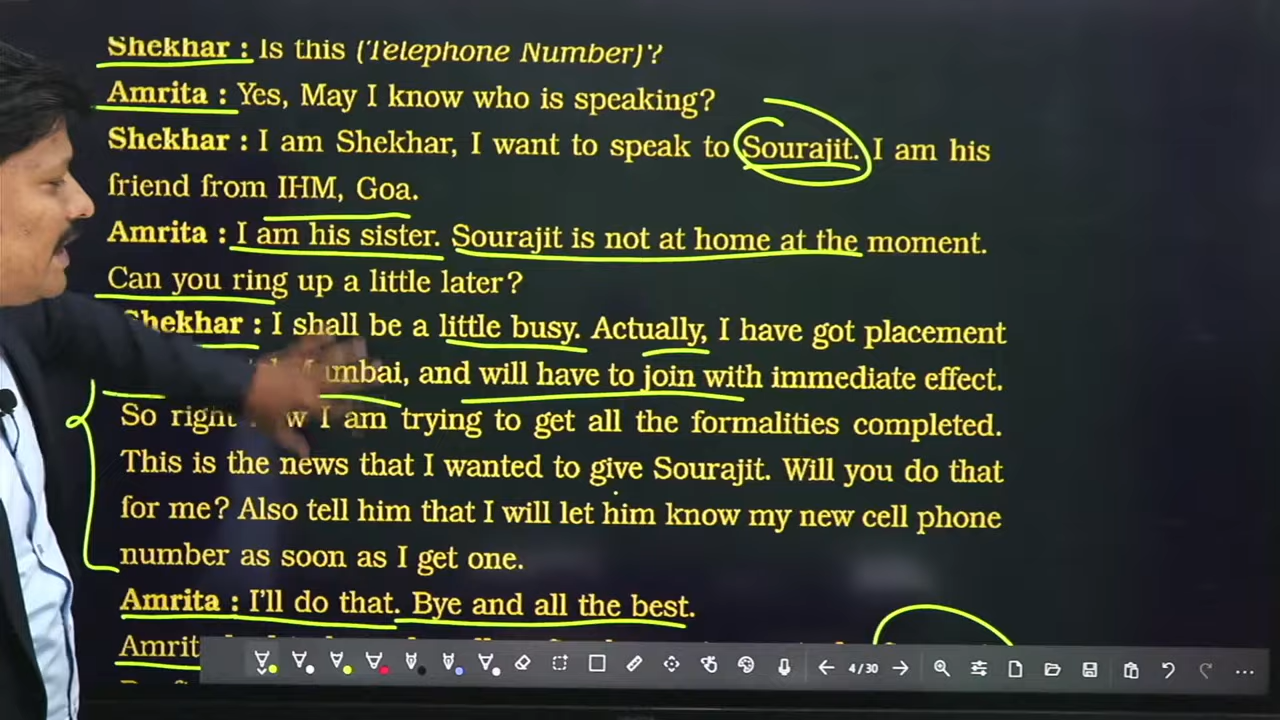 Shekhar : Is this (Telephone Number)?
Amrita : Yes, May I know who is speaking?
Shekhar : I am Shekhar, I want to speak to Sourajit. I am his
friend from IHM, Goa.
Amrita : I am his sister. Sourajit is not at home at the moment.
Can you ring up a little later?
Shekhar : I shall be a little busy. Actually, I have got placement
Mumbai, and will have to join with immediate effect.
So right I am trying to get all the formalities completed.
This is the news that I wanted to give Sourajit. Will you do that
for me? Also tell him that I will let him know my new cell phone
number as soon as I get one.
Amrita : I'll do that. Bye and all the best.
4/30